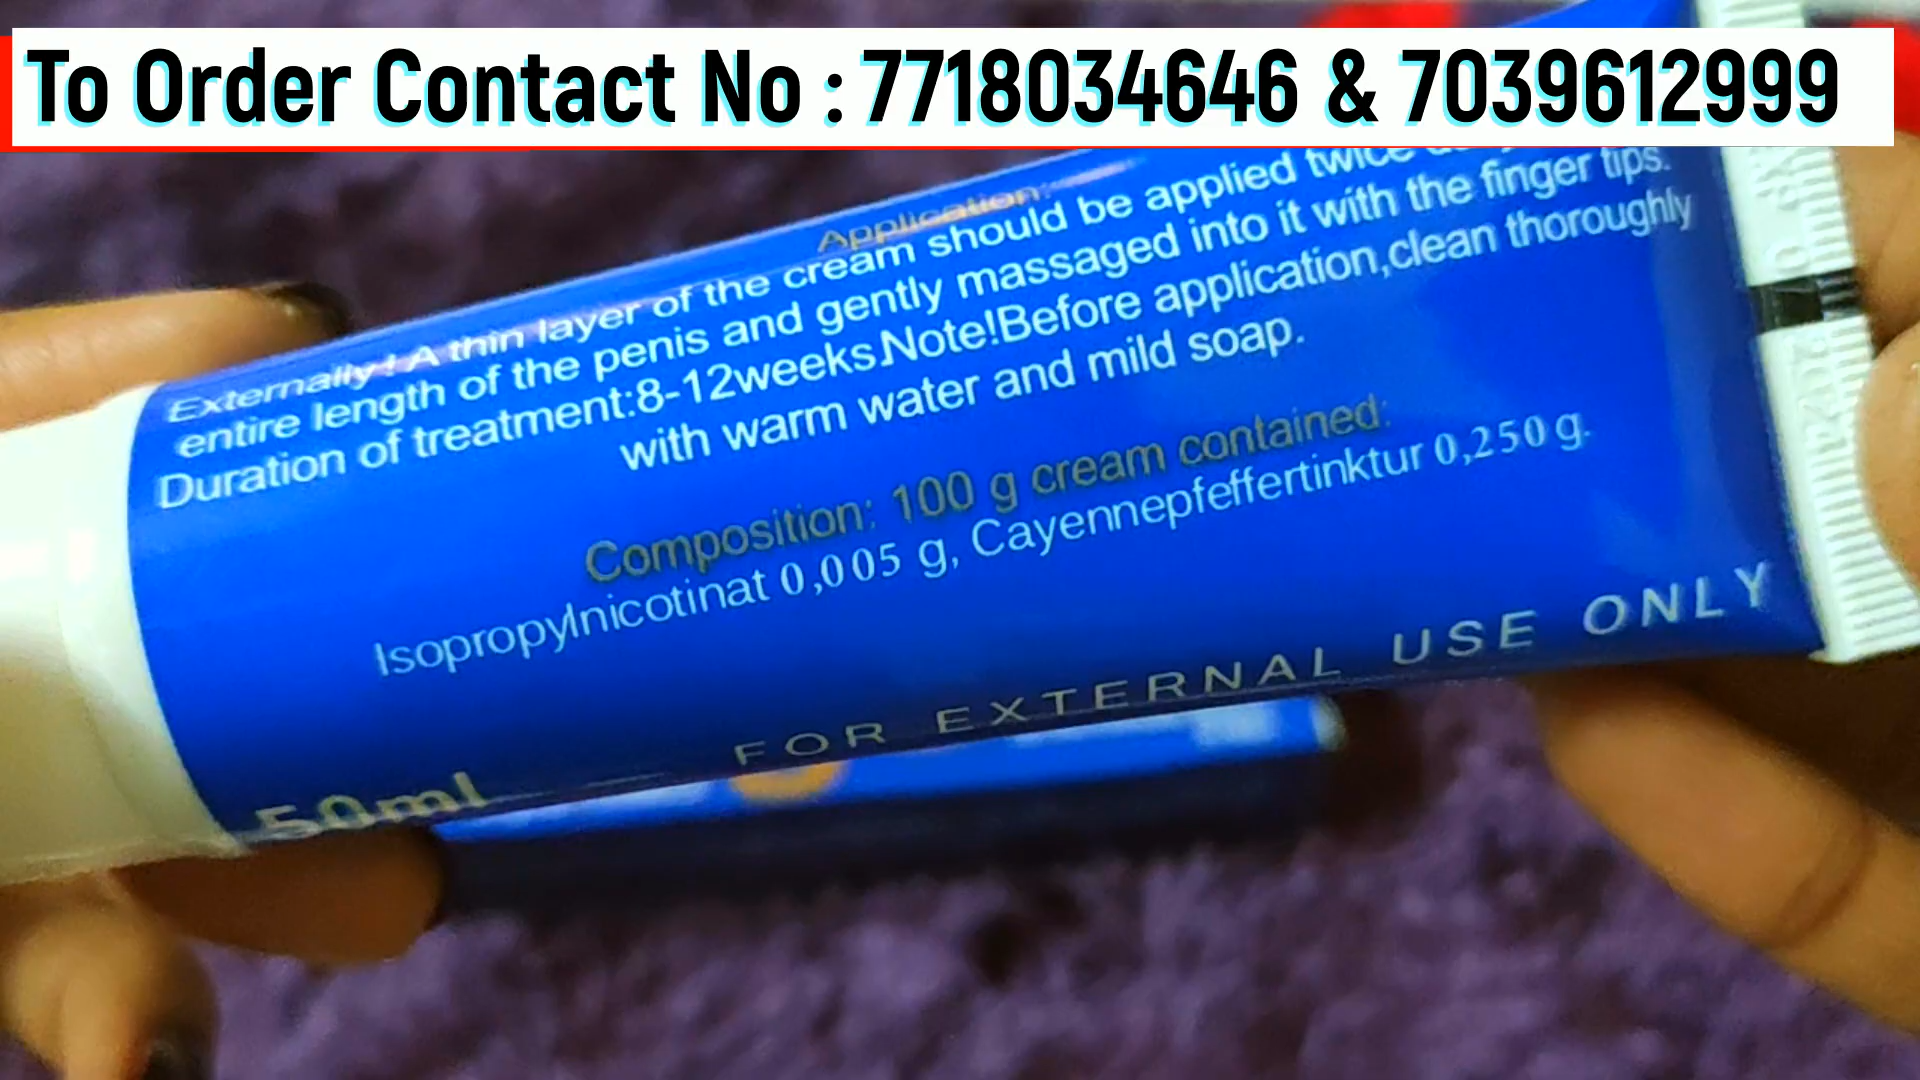 To Order Contact No : 7718034646 & 7039612999
Application:
Externally! A thin layer of the cream should be applied twice
entire length of the penis and gently massaged into it with the finger tips.
Duration of treatment:8-12weeks.Note!Before application,clean thoroughly
with warm water and mild soap.
Composition: 100 g cream contained:
Isopropylnicotinat 0,005 g, Cayennepfeffertinktur 0,250 g.
FOR EXTERNAL USE ONLY
50ml